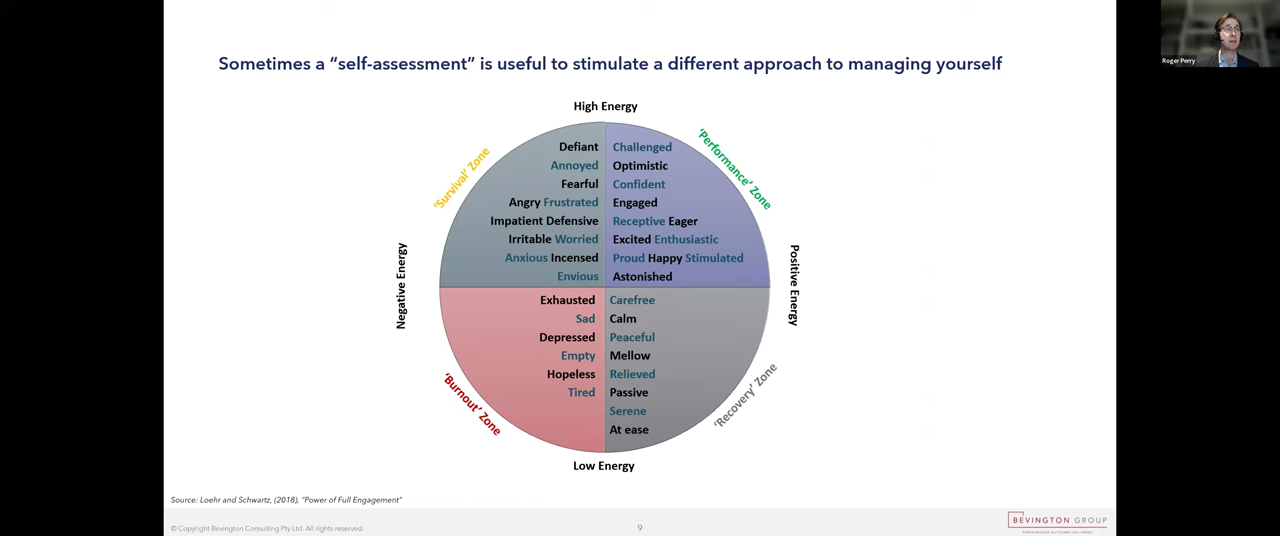 Sometimes a “self-assessment” is useful to stimulate a different approach to managing yourself
Roger Perry
High Energy
‘Survival’ Zone
‘Performance’ Zone
Negative Energy
Positive Energy
Defiant
Annoyed
Fearful
Angry Frustrated
Impatient Defensive
Irritable Worried
Anxious Incensed
Envious
Challenged
Optimistic
Confident
Engaged
Receptive Eager
Excited Enthusiastic
Proud Happy Stimulated
Astonished
Exhausted
Sad
Depressed
Empty
Hopeless
Tired
Carefree
Calm
Peaceful
Mellow
Relieved
Passive
Serene
At ease
‘Burnout’ Zone
‘Recovery’ Zone
Low Energy
Source: Loehr and Schwartz, (2018), “Power of Full Engagement”
© Copyright Bevington Consulting Pty Ltd. All rights reserved.
9
BEVINGTON GROUP